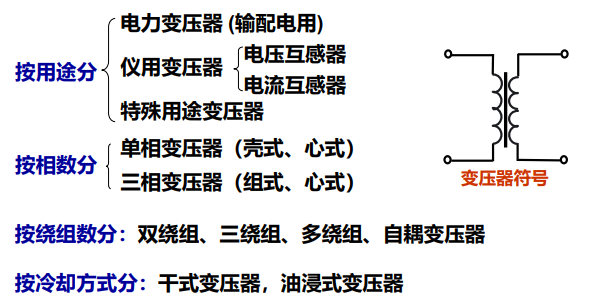 按用途分
电力变压器 (输配电用)
仪用变压器
电压互感器
电流互感器
特殊用途变压器
按相数分
单相变压器（壳式、心式）
三相变压器（组式、心式）
变压器符号
按绕组数分：双绕组、三绕组、多绕组、自耦变压器
按冷却方式分：干式变压器，油浸式变压器